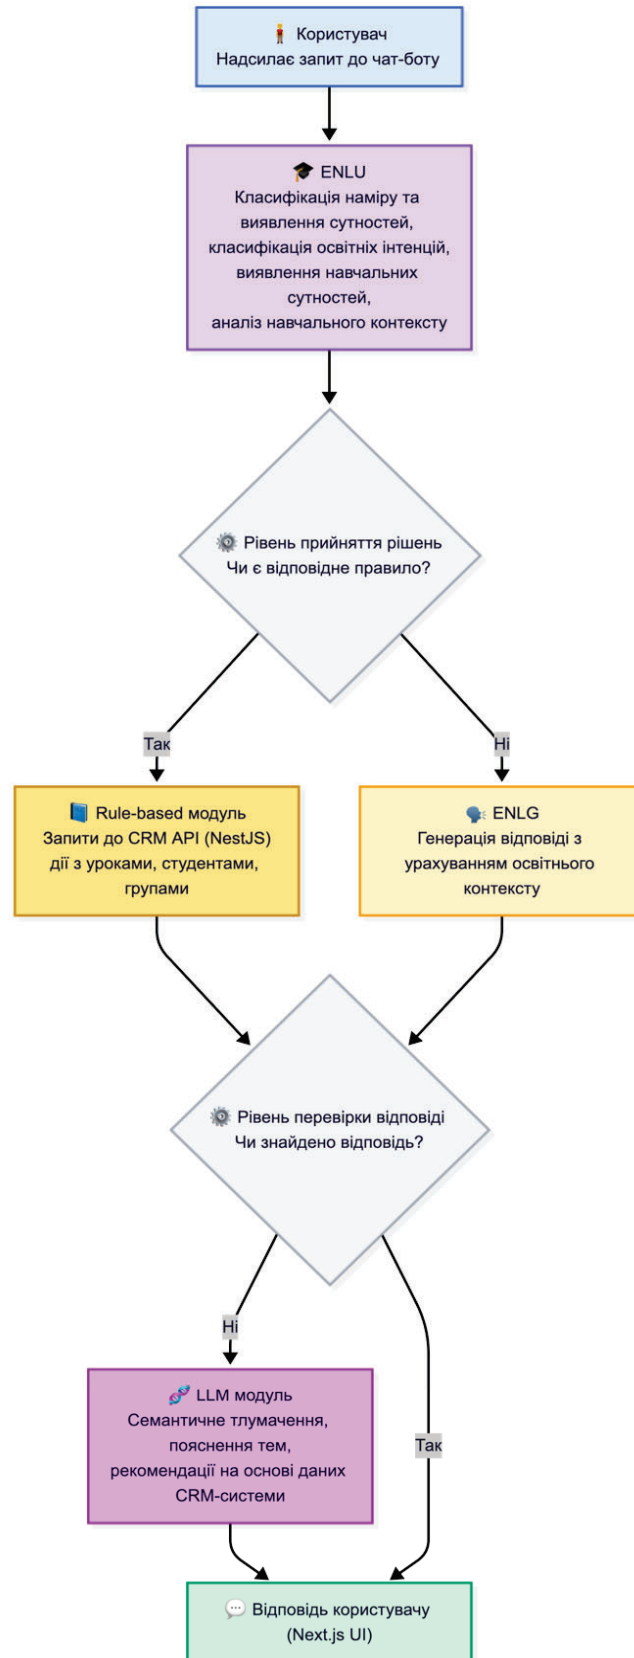 Користувач
Надсилає запит до чат-боту
ENLU
Класифікація наміру та
виявлення сутностей,
класифікація освітніх інтенцій,
виявлення навчальних
сутностей,
аналіз навчального контексту
Рівень прийняття рішень
Чи є відповідне правило?
Так
Ні
Rule-based модуль
Запити до CRM API (NestJS)
дії з уроками, студентами,
групами
ENLG
Генерація відповіді з
урахуванням освітнього
контексту
Рівень перевірки відповіді
Чи знайдено відповідь?
Ні
LLM модуль
Семантичне тлумачення,
пояснення тем,
рекомендації на основі даних
CRM-системи
Так
Відповідь користувачу
(Next.js UI)